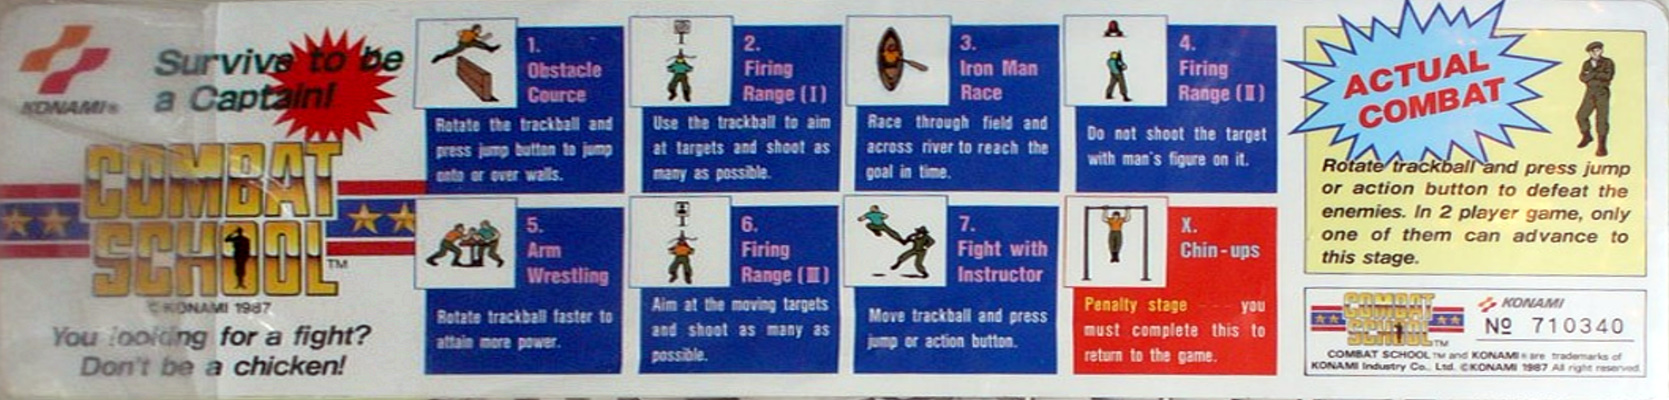 KONAMI®
Survive to be
a Captain!
COMBAT
SCHOOL™
© KONAMI 1987
You looking for a fight?
Don't be a chicken!
1.
Obstacle
Cource
Rotate the trackball and
press jump button to jump
onto or over walls.
2.
Firing
Range (I)
Use the trackball to aim
at targets and shoot as
many as possible.
3.
Iron Man
Race
Race through field and
across river to reach the
goal in time.
4.
Firing
Range (II)
Do not shoot the target
with man's figure on it.
5.
Arm
Wrestling
Rotate trackball faster to
attain more power.
6.
Firing
Range (III)
Aim at the moving targets
and shoot as many as
possible.
7.
Fight with
Instructor
Move trackball and press
jump or action button.
X.
Chin-ups
Penalty stage you
must complete this to
return to the game.
ACTUAL
COMBAT
Rotate trackball and press jump
or action button to defeat the
enemies. In 2 player game, only
one of them can advance to
this stage.
COMBAT
SCHOOL™
KONAMI
№ 710340
COMBAT SCHOOL™ and KONAMI® are trademarks of
KONAMI Industry Co., Ltd. ©KONAMI 1987 All right reserved.